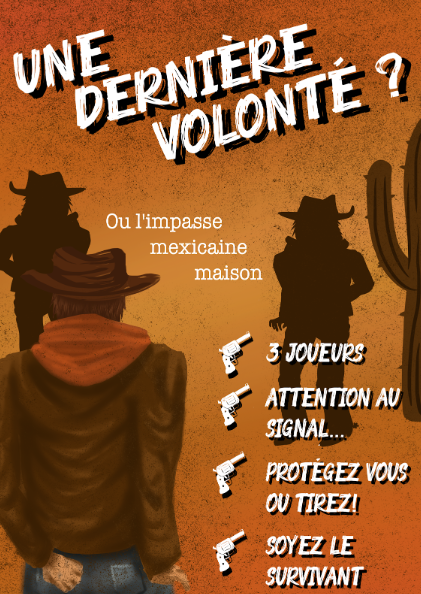 UNE
DERNIÈRE
VOLONTÉ ?
Ou l'impasse
mexicaine
maison
3 JOUEURS
ATTENTION AU
SIGNAL...
PROTÉGEZ VOUS
OU TIREZ!
SOYEZ LE
SURVIVANT